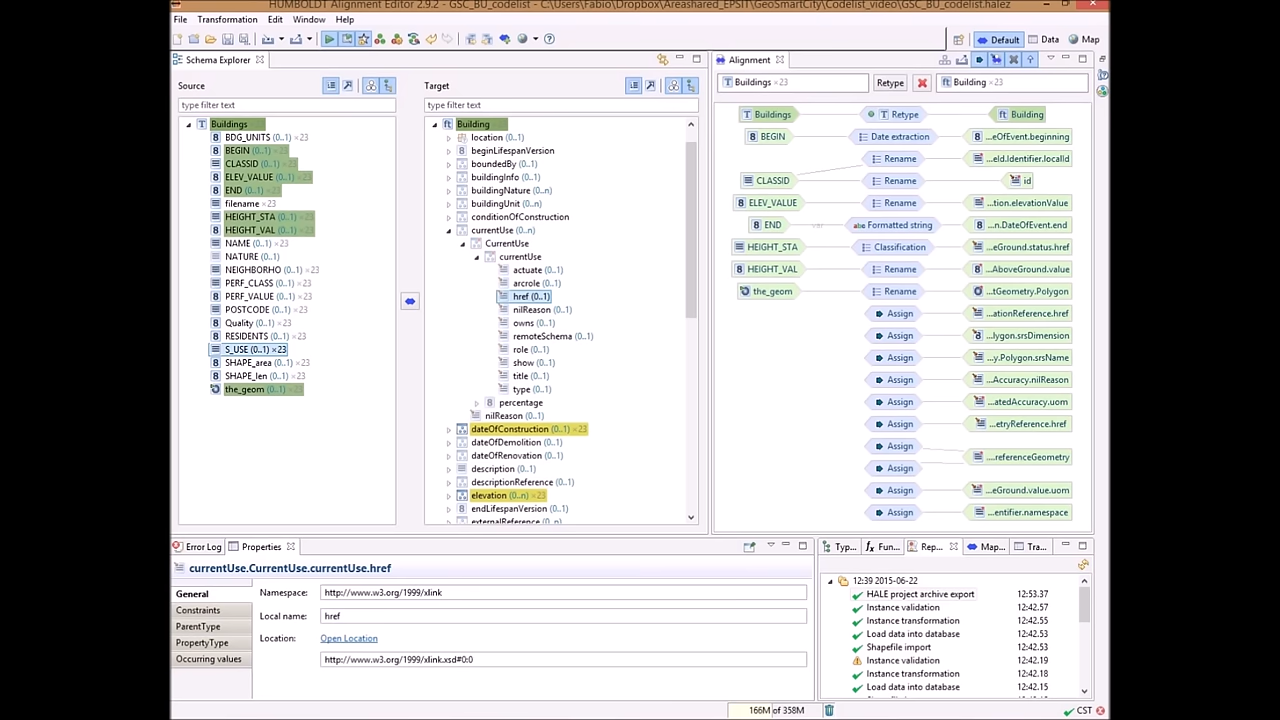 HUMBOLDT Alignment Editor 2.9.2 - GSC_BU_codelist - C:\Users\Fabio\Dropbox\Areashared_EPSIT\GeoSmartCity\Codelist_video\GSC_BU_codelist.halez
File Transformation Edit Window Help
Default Data Map
Schema Explorer
Source
type filter text
Buildings ×23
BDG_UNITS (0..1) ×23
BEGIN (0..1) ×23
CLASSID (0..1) ×23
ELEV_VALUE (0..1) ×23
END (0..1) ×23
filename ×23
HEIGHT_STA (0..1) ×23
HEIGHT_VAL (0..1) ×23
NAME (0..1) ×23
NATURE (0..1)
NEIGHBORHO (0..1) ×23
PERF_CLASS (0..1) ×23
PERF_VALUE (0..1) ×23
POSTCODE (0..1) ×23
Quality (0..1) ×23
RESIDENTS (0..1) ×23
S_USE (0..1) ×23
SHAPE_area (0..1) ×23
SHAPE_len (0..1) ×23
the_geom (0..1) ×23
Target
type filter text
Building ×23
location (0..1)
beginLifespanVersion
boundedBy (0..1)
buildingInfo (0..1)
buildingNature (0..n)
buildingUnit (0..n)
conditionOfConstruction
currentUse (0..n)
CurrentUse
currentUse
actuate (0..1)
arcrole (0..1)
href (0..1)
nilReason (0..1)
owns (0..1)
remoteSchema (0..1)
role (0..1)
show (0..1)
title (0..1)
type (0..1)
percentage
nilReason (0..1)
dateOfConstruction (0..1) ×23
dateOfDemolition (0..1)
dateOfRenovation (0..1)
description (0..1)
descriptionReference (0..1)
elevation (0..n) ×23
endLifespanVersion (0..1)
externalReference (0..n)
Alignment
Buildings ×23 Retype Building ×23
Buildings Retype Building
BEGIN Date extraction ...eOfEvent.beginning
Rename ...eld.Identifier.localId
CLASSID Rename id
ELEV_VALUE Rename ...tion.elevationValue
END var abc Formatted string ...n.DateOfEvent.end
HEIGHT_STA Classification ...eGround.status.href
HEIGHT_VAL Rename ...AboveGround.value
the_geom Rename ...tGeometry.Polygon
Assign ...ationReference.href
Assign ...lygon.srsDimension
Assign ...y.Polygon.srsName
Assign ...Accuracy.nilReason
Assign ...atedAccuracy.uom
Assign ...etryReference.href
Assign
...referenceGeometry
Assign
Assign ...eGround.value.uom
Assign ...entifier.namespace
Error Log Properties
currentUse.CurrentUse.currentUse.href
General
Constraints
ParentType
PropertyType
Occurring values
Namespace: http://www.w3.org/1999/xlink
Local name: href
Location: Open Location
http://www.w3.org/1999/xlink.xsd#0:0
Typ... Fun... Rep... Map... Tra...
12:39 2015-06-22
HALE project archive export 12:53.37
Instance validation 12:42.57
Instance transformation 12:42.55
Load data into database 12:42.53
Shapefile import 12:42.53
Instance validation 12:42.19
Instance transformation 12:42.18
Load data into database 12:42.15
166M of 358M
CST